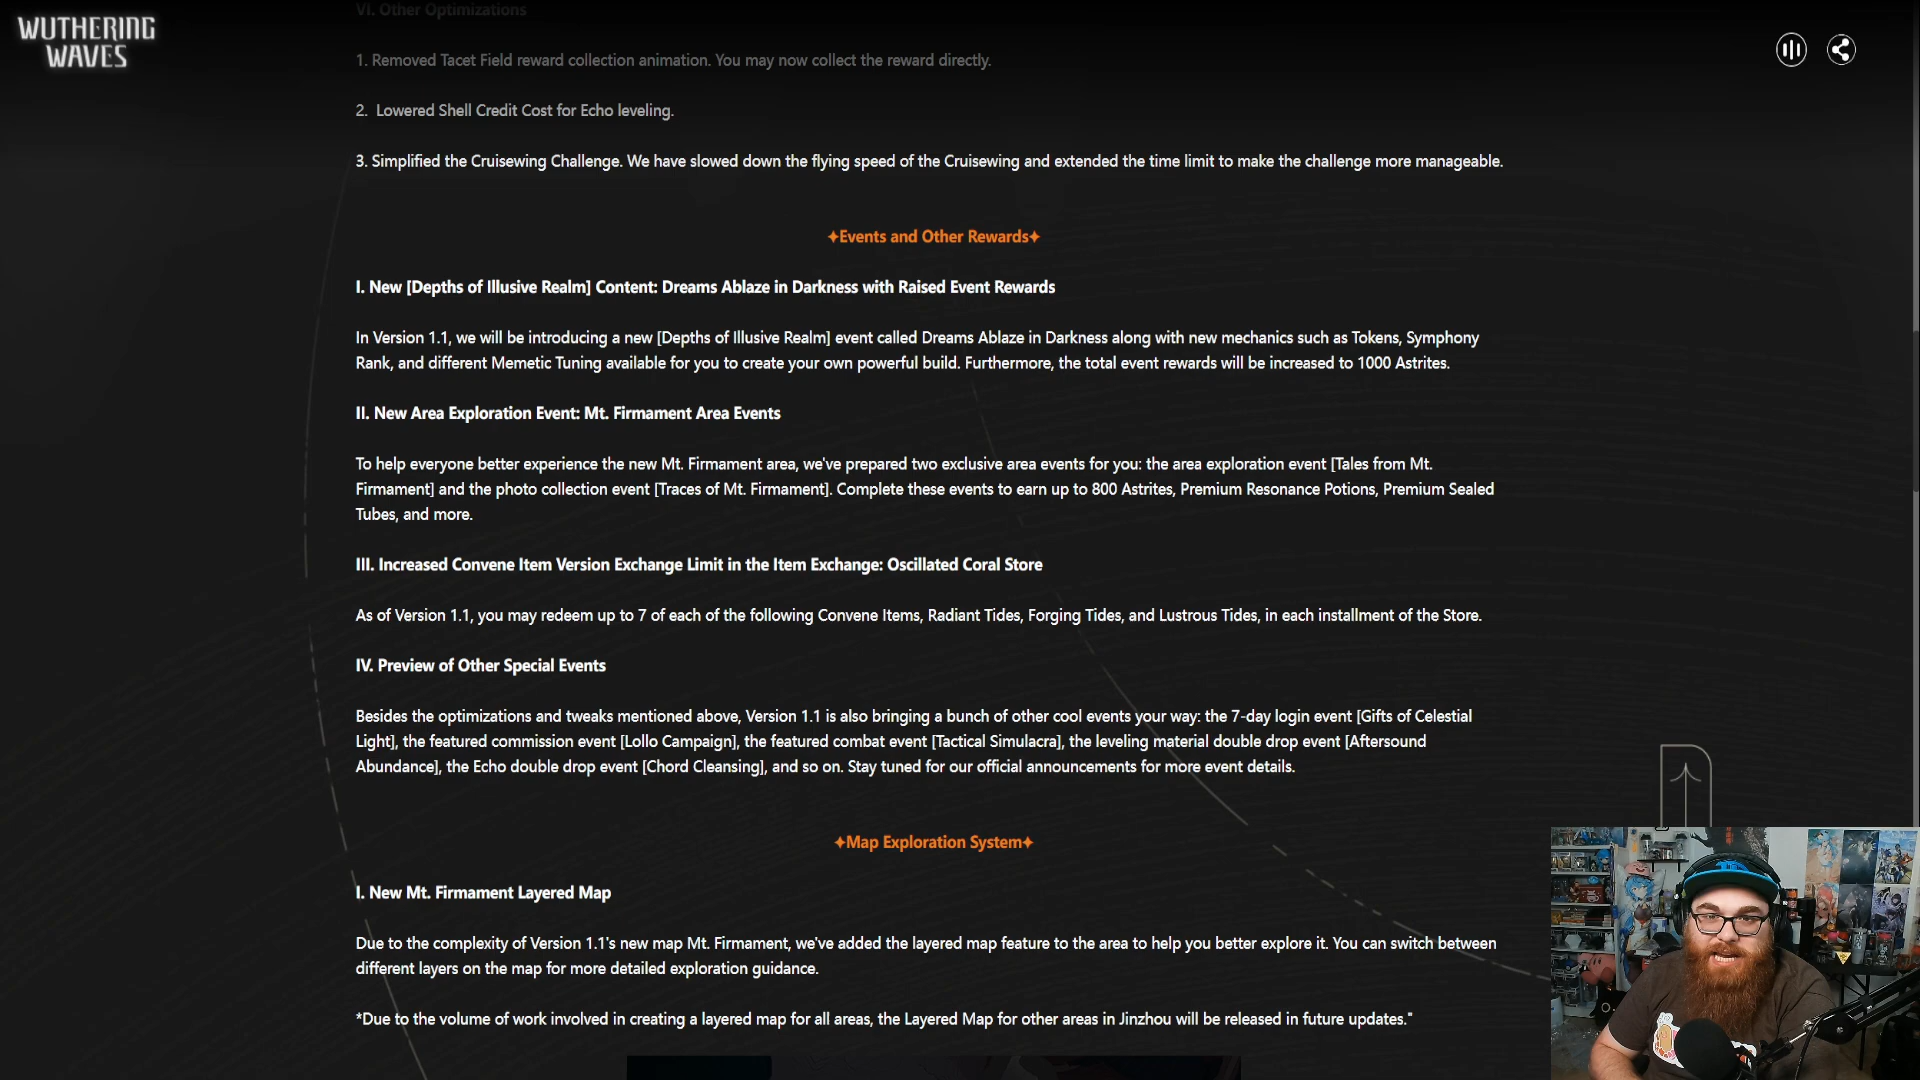 WUTHERING
WAVES
VI. Other Optimizations
1. Removed Tacet Field reward collection animation. You may now collect the reward directly.
2. Lowered Shell Credit Cost for Echo leveling.
3. Simplified the Cruisewing Challenge. We have slowed down the flying speed of the Cruisewing and extended the time limit to make the challenge more manageable.
✦Events and Other Rewards✦
I. New [Depths of Illusive Realm] Content: Dreams Ablaze in Darkness with Raised Event Rewards
In Version 1.1, we will be introducing a new [Depths of Illusive Realm] event called Dreams Ablaze in Darkness along with new mechanics such as Tokens, Symphony
Rank, and different Memetic Tuning available for you to create your own powerful build. Furthermore, the total event rewards will be increased to 1000 Astrites.
II. New Area Exploration Event: Mt. Firmament Area Events
To help everyone better experience the new Mt. Firmament area, we've prepared two exclusive area events for you: the area exploration event [Tales from Mt.
Firmament] and the photo collection event [Traces of Mt. Firmament]. Complete these events to earn up to 800 Astrites, Premium Resonance Potions, Premium Sealed
Tubes, and more.
III. Increased Convene Item Version Exchange Limit in the Item Exchange: Oscillated Coral Store
As of Version 1.1, you may redeem up to 7 of each of the following Convene Items, Radiant Tides, Forging Tides, and Lustrous Tides, in each installment of the Store.
IV. Preview of Other Special Events
Besides the optimizations and tweaks mentioned above, Version 1.1 is also bringing a bunch of other cool events your way: the 7-day login event [Gifts of Celestial
Light], the featured commission event [Lollo Campaign], the featured combat event [Tactical Simulacra], the leveling material double drop event [Aftersound
Abundance], the Echo double drop event [Chord Cleansing], and so on. Stay tuned for our official announcements for more event details.
✦Map Exploration System✦
I. New Mt. Firmament Layered Map
Due to the complexity of Version 1.1's new map Mt. Firmament, we've added the layered map feature to the area to help you better explore it. You can switch between
different layers on the map for more detailed exploration guidance.
*Due to the volume of work involved in creating a layered map for all areas, the Layered Map for other areas in Jinzhou will be released in future updates."